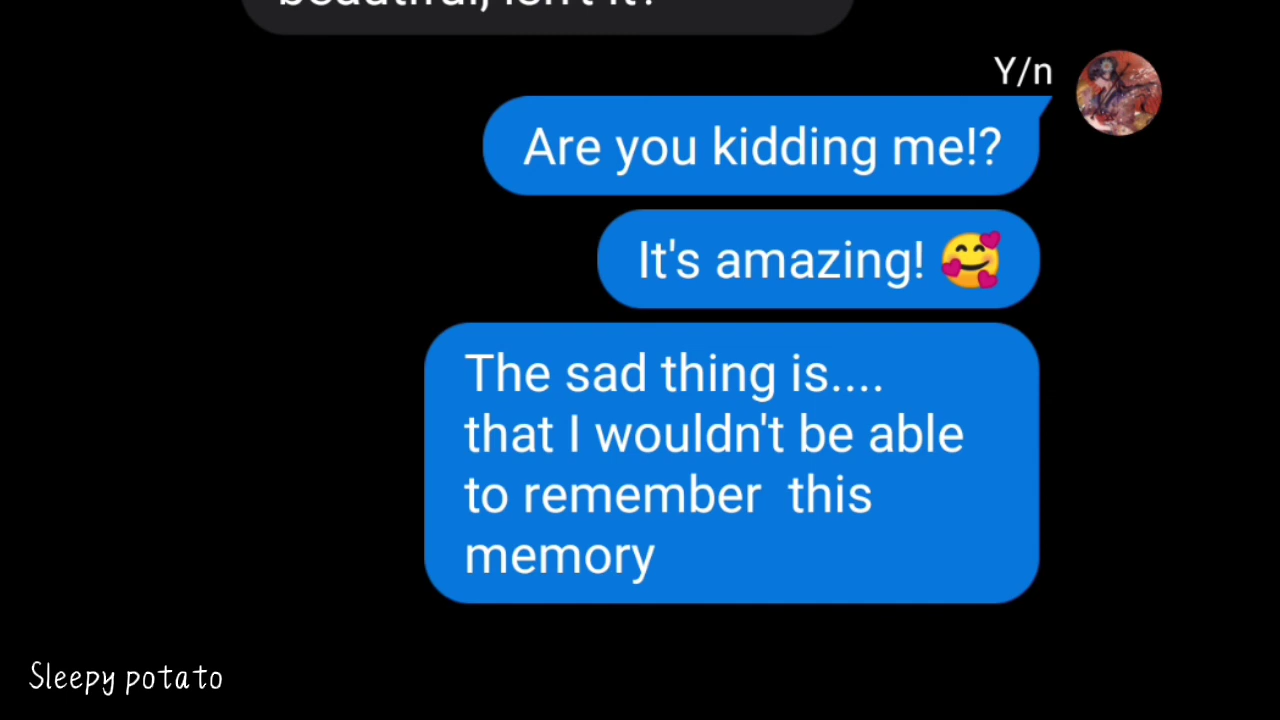 beautiful, isn't it?
Y/n
Are you kidding me!?
It's amazing! 🥰
The sad thing is....
that I wouldn't be able
to remember  this
memory
Sleepy potato